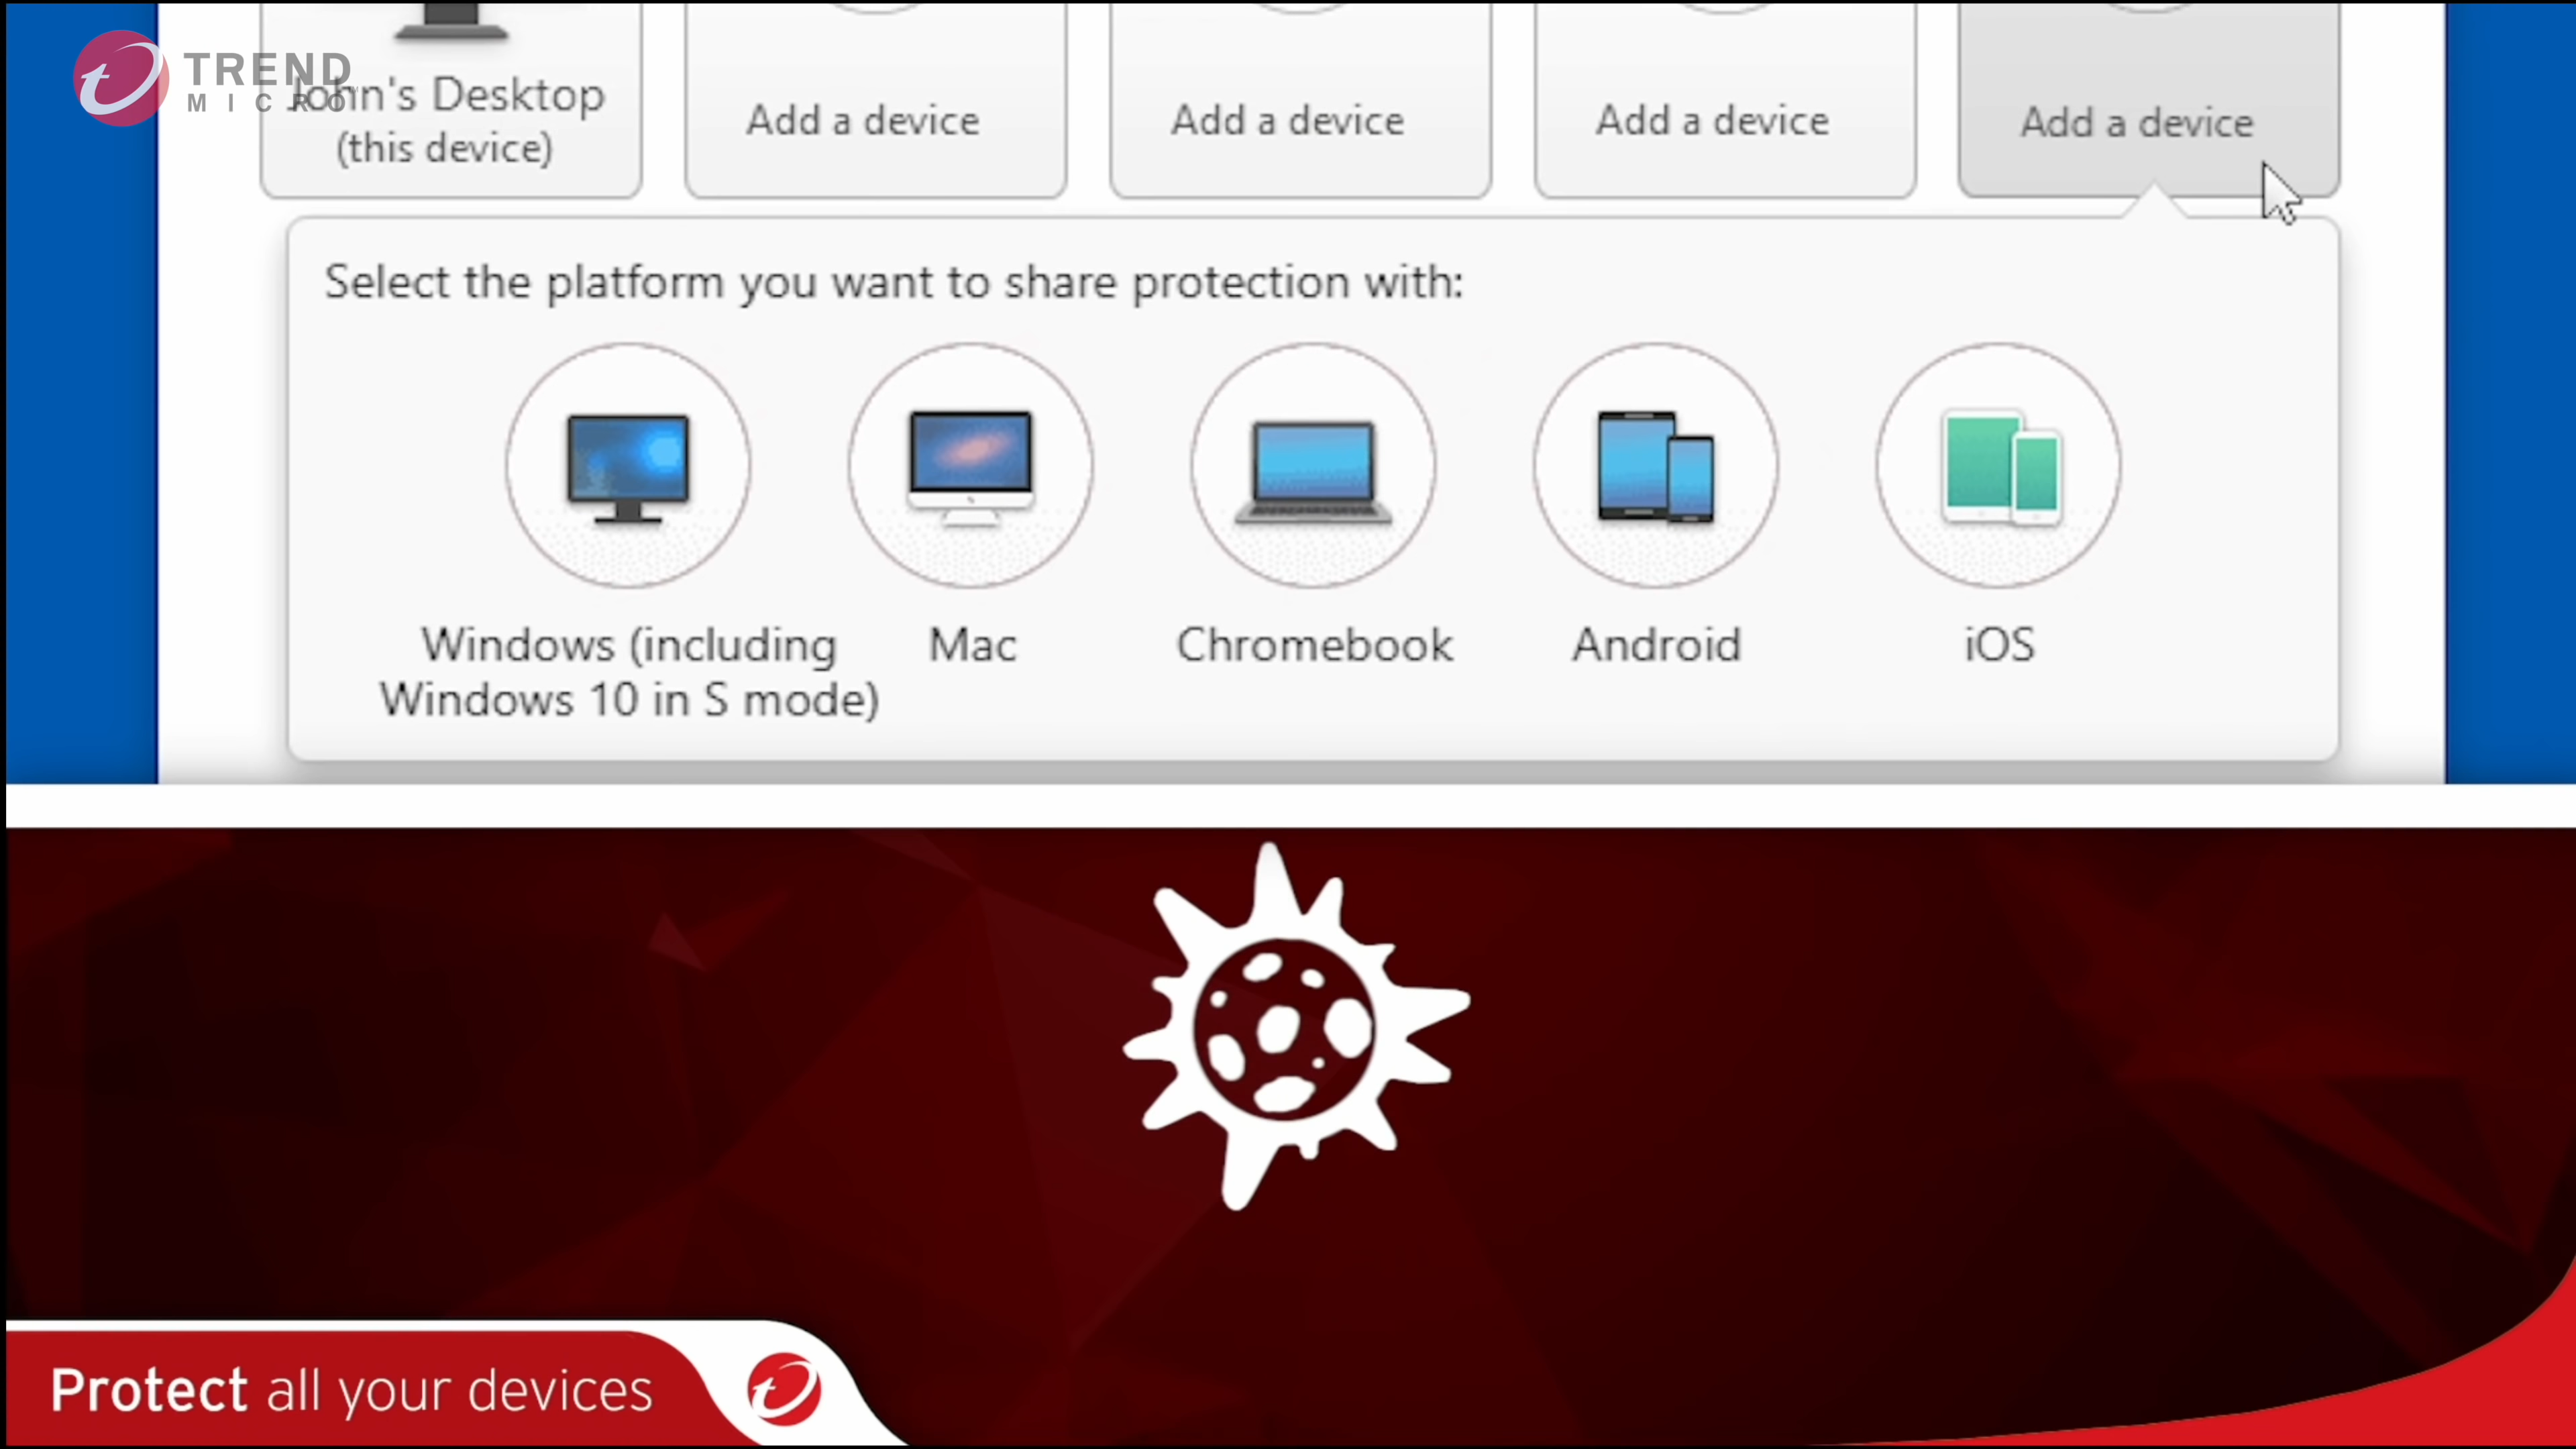 TREND
MICRO
John's Desktop
(this device)
Add a device
Add a device
Add a device
Add a device
Select the platform you want to share protection with:
Windows (including
Windows 10 in S mode)
Mac
Chromebook
Android
iOS
Protect all your devices